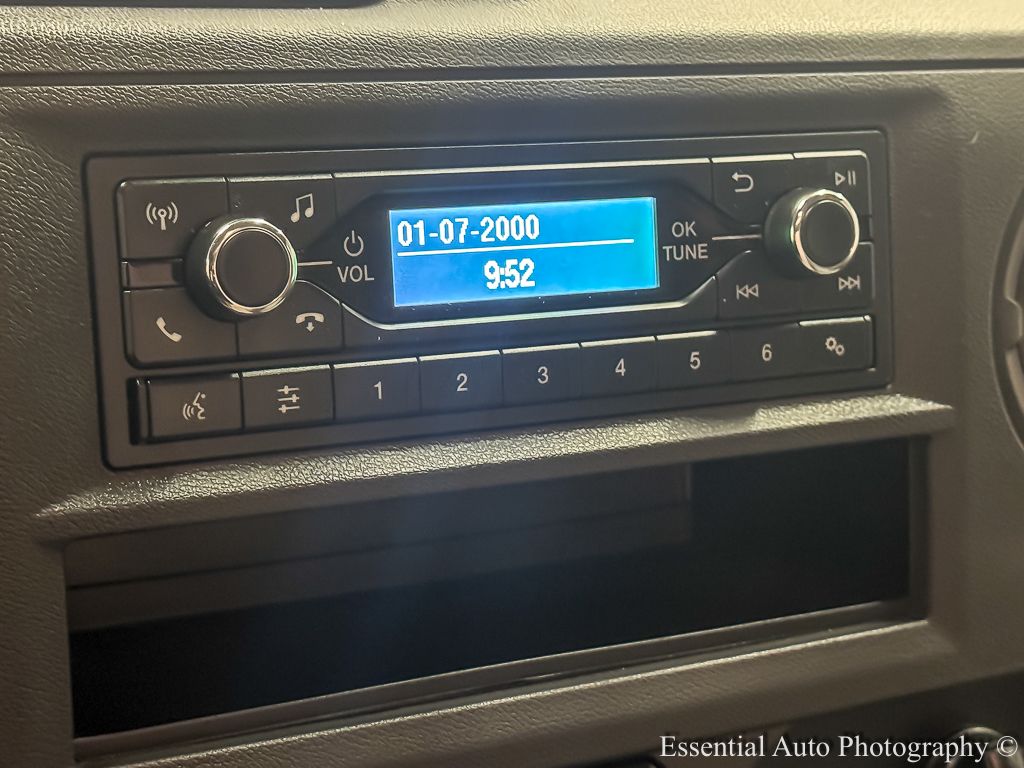 01-07-2000
9:52
VOL
OK
TUNE
1 2 3 4 5 6
Essential Auto Photography ©